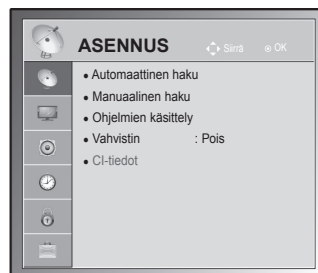 ASENNUS
Siirrä
OK
• Automaattinen haku
• Manuaalinen haku
• Ohjelmien käsittely
• Vahvistin : Pois
• CI-tiedot